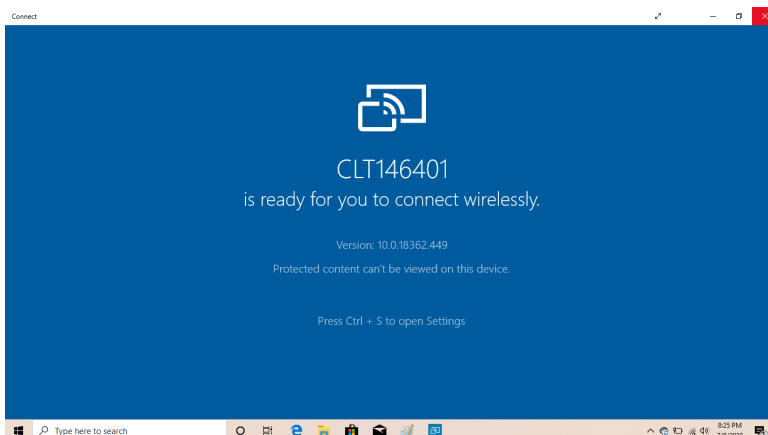 Connect
CLT146401
is ready for you to connect wirelessly.
Version: 10.0.18362.449
Protected content can't be viewed on this device.
Press Ctrl + S to open Settings
Type here to search
8:25 PM